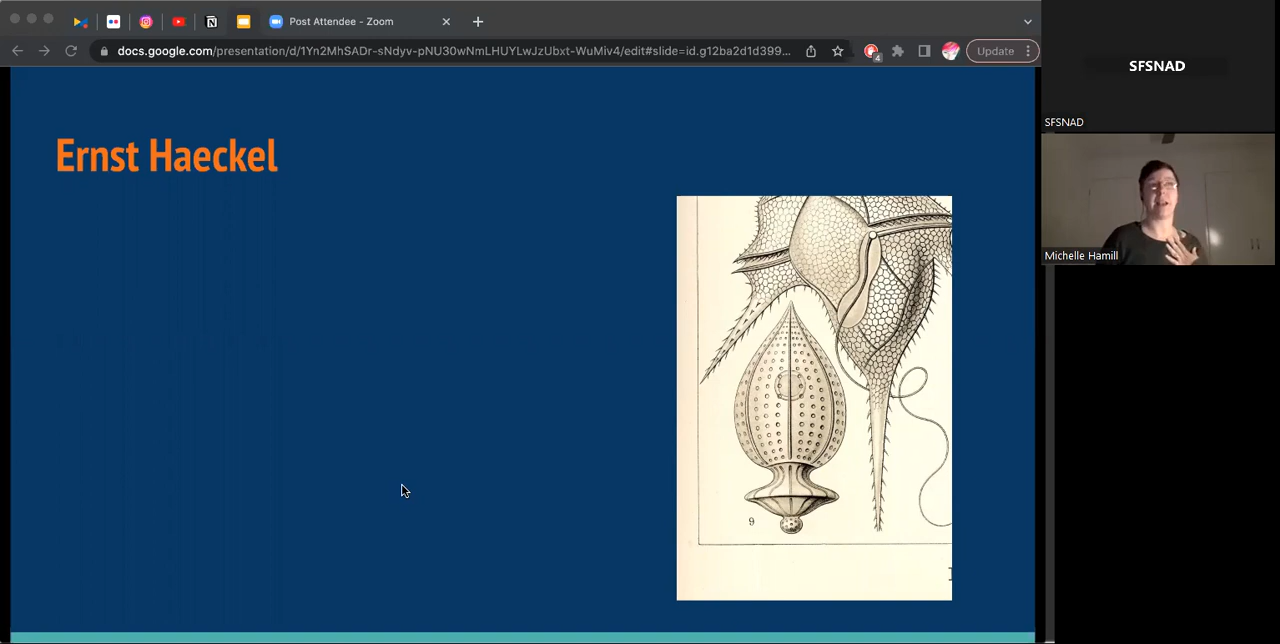 Post Attendee - Zoom
docs.google.com/presentation/d/1Yn2MhSADr-sNdyv-pNU30wNmLHUYLwJzUbxt-WuMiv4/edit#slide=id.g12ba2d1d399...
4
Update
Ernst Haeckel
9
SFSNAD
SFSNAD
Michelle Hamill